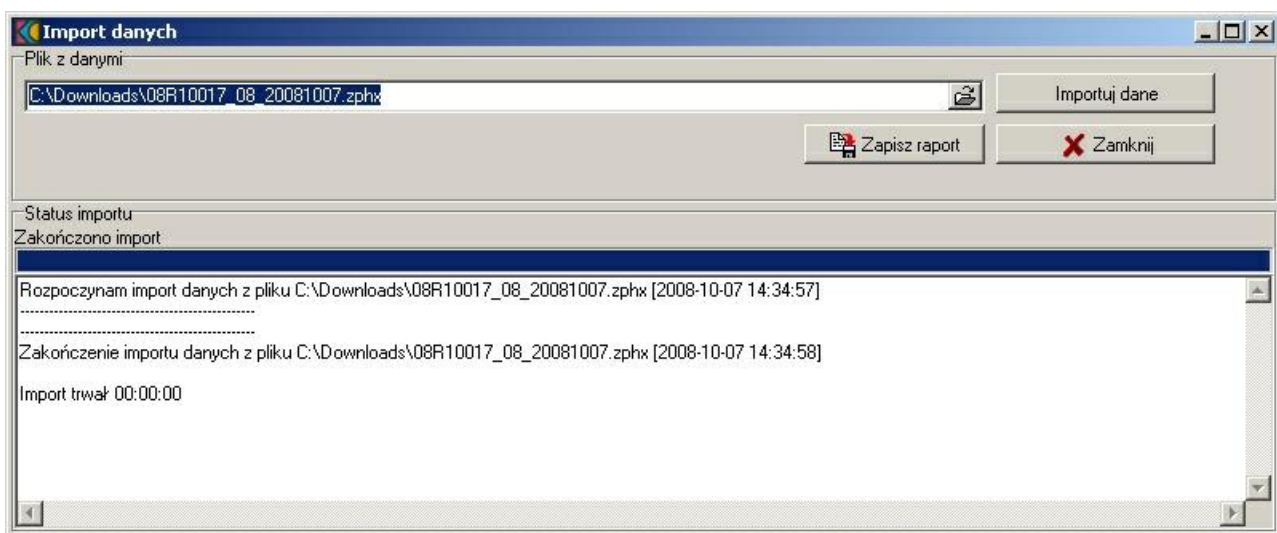 Import danych
Plik z danymi
C:\Downloads\08R10017_08_20081007.zphx
Importuj dane
Zapisz raport
Zamknij
Status importu
Zakończono import
Rozpoczynam import danych z pliku C:\Downloads\08R10017_08_20081007.zphx [2008-10-07 14:34:57]
-----------------------------------------------
-----------------------------------------------
Zakończenie importu danych z pliku C:\Downloads\08R10017_08_20081007.zphx [2008-10-07 14:34:58]
Import trwał 00:00:00